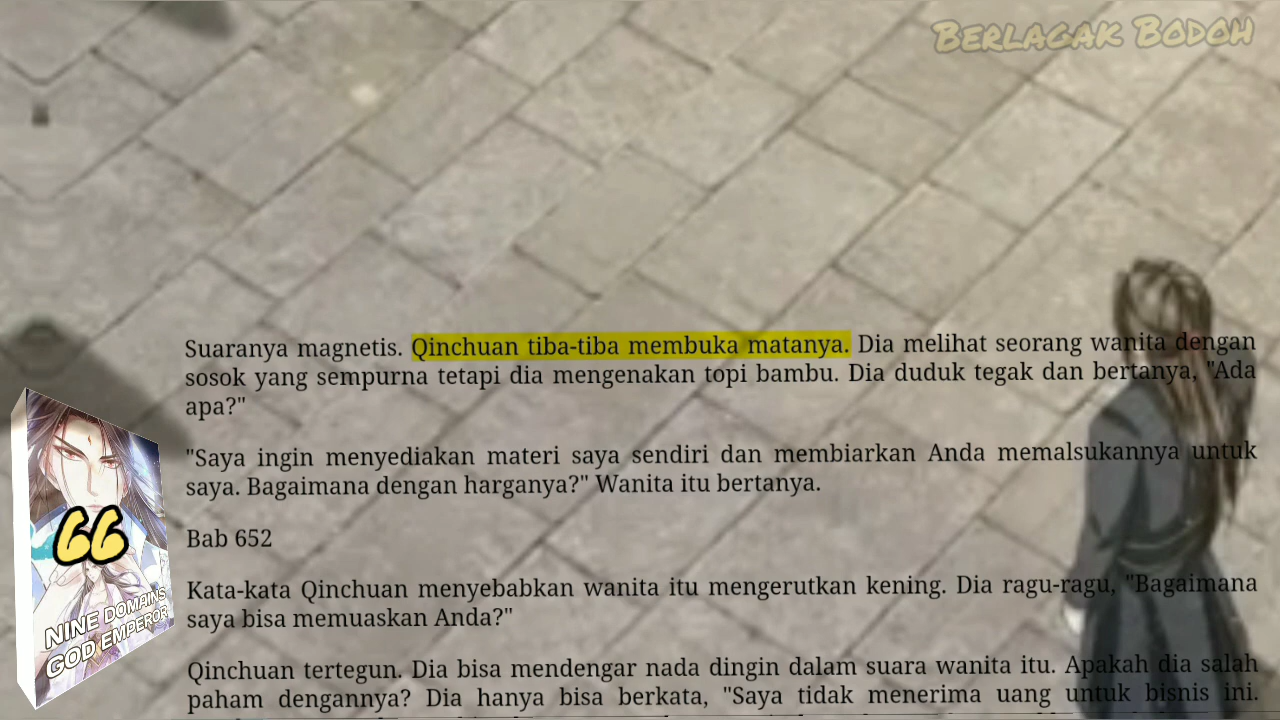 BERLAGAK BODOH
Suaranya magnetis. Qinchuan tiba-tiba membuka matanya. Dia melihat seorang wanita dengan
sosok yang sempurna tetapi dia mengenakan topi bambu. Dia duduk tegak dan bertanya, "Ada
apa?"
"Saya ingin menyediakan materi saya sendiri dan membiarkan Anda memalsukannya untuk
saya. Bagaimana dengan harganya?" Wanita itu bertanya.
Bab 652
Kata-kata Qinchuan menyebabkan wanita itu mengerutkan kening. Dia ragu-ragu, "Bagaimana
saya bisa memuaskan Anda?"
Qinchuan tertegun. Dia bisa mendengar nada dingin dalam suara wanita itu. Apakah dia salah
paham dengannya? Dia hanya bisa berkata, "Saya tidak menerima uang untuk bisnis ini.
66
NINE DOMAINS
GOD EMPEROR